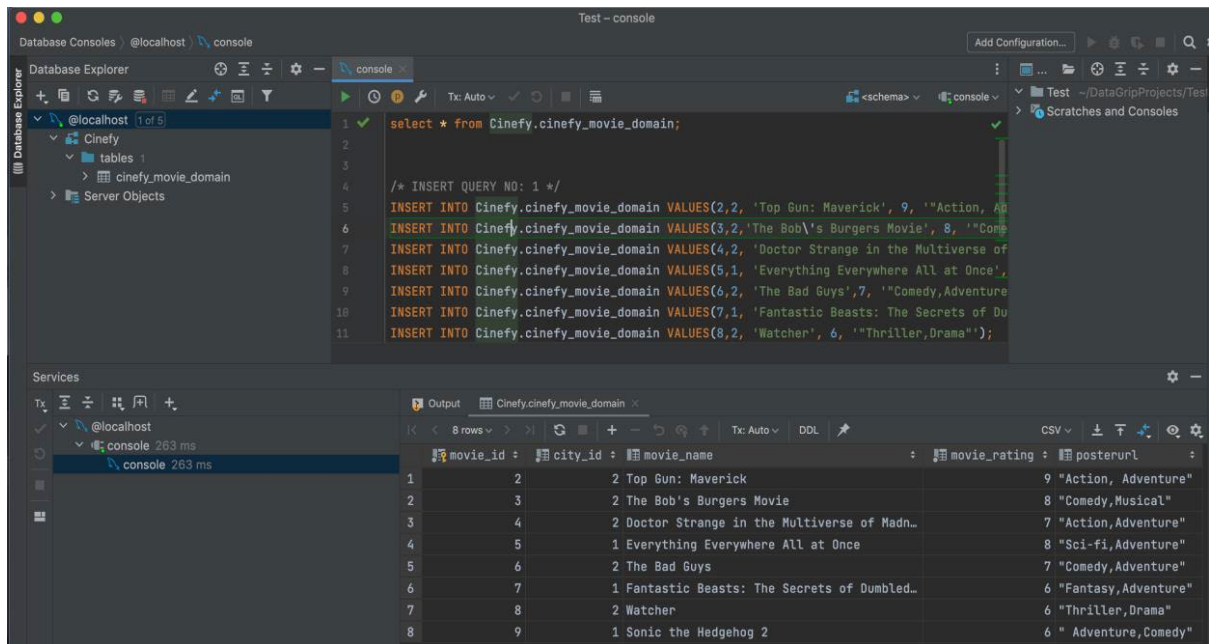 Test – console
Database Consoles @localhost console
Add Configuration...
Database Explorer
console
Tx: Auto
<schema>
console
Test ~/DataGripProjects/Test
Scratches and Consoles
Database Explorer
@localhost 1 of 5
Cinefy
tables 1
cinefy_movie_domain
Server Objects
1 select * from Cinefy.cinefy_movie_domain;
2
3
4 /* INSERT QUERY NO: 1 */
5 INSERT INTO Cinefy.cinefy_movie_domain VALUES(2,2, 'Top Gun: Maverick', 9, '"Action, Ad
6 INSERT INTO Cinefy.cinefy_movie_domain VALUES(3,2,'The Bob\'s Burgers Movie', 8, '"Come
7 INSERT INTO Cinefy.cinefy_movie_domain VALUES(4,2, 'Doctor Strange in the Multiverse of
8 INSERT INTO Cinefy.cinefy_movie_domain VALUES(5,1, 'Everything Everywhere All at Once',
9 INSERT INTO Cinefy.cinefy_movie_domain VALUES(6,2, 'The Bad Guys',7, '"Comedy,Adventure
10 INSERT INTO Cinefy.cinefy_movie_domain VALUES(7,1, 'Fantastic Beasts: The Secrets of Du
11 INSERT INTO Cinefy.cinefy_movie_domain VALUES(8,2, 'Watcher', 6, '"Thriller,Drama"');
Services
Tx
@localhost
console 263 ms
console 263 ms
Output Cinefy.cinefy_movie_domain
8 rows Tx: Auto DDL CSV
movie_id city_id movie_name movie_rating posterurl
1 2 2 Top Gun: Maverick 9 "Action, Adventure"
2 3 2 The Bob's Burgers Movie 8 "Comedy,Musical"
3 4 2 Doctor Strange in the Multiverse of Madn… 7 "Action,Adventure"
4 5 1 Everything Everywhere All at Once 8 "Sci-fi,Adventure"
5 6 2 The Bad Guys 7 "Comedy,Adventure"
6 7 1 Fantastic Beasts: The Secrets of Dumbled… 6 "Fantasy,Adventure"
7 8 2 Watcher 6 "Thriller,Drama"
8 9 1 Sonic the Hedgehog 2 6 " Adventure,Comedy"